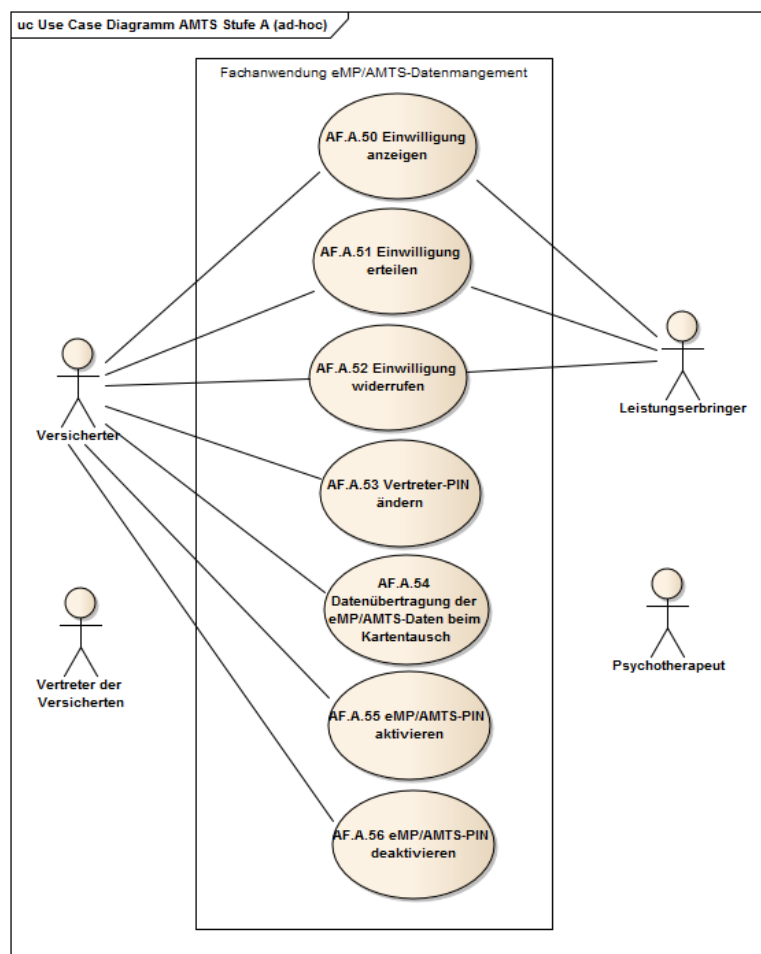 uc Use Case Diagramm AMTS Stufe A (ad-hoc)
Fachanwendung eMP/AMTS-Datenmangement
AF.A.50 Einwilligung
anzeigen
AF.A.51 Einwilligung
erteilen
AF.A.52 Einwilligung
widerrufen
Versicherter
Leistungserbringer
AF.A.53 Vertreter-PIN
ändern
AF.A.54
Datenübertragung der
eMP/AMTS-Daten beim
Kartentausch
Vertreter der
Versicherten
Psychotherapeut
AF.A.55 eMP/AMTS-PIN
aktivieren
AF.A.56 eMP/AMTS-PIN
deaktivieren